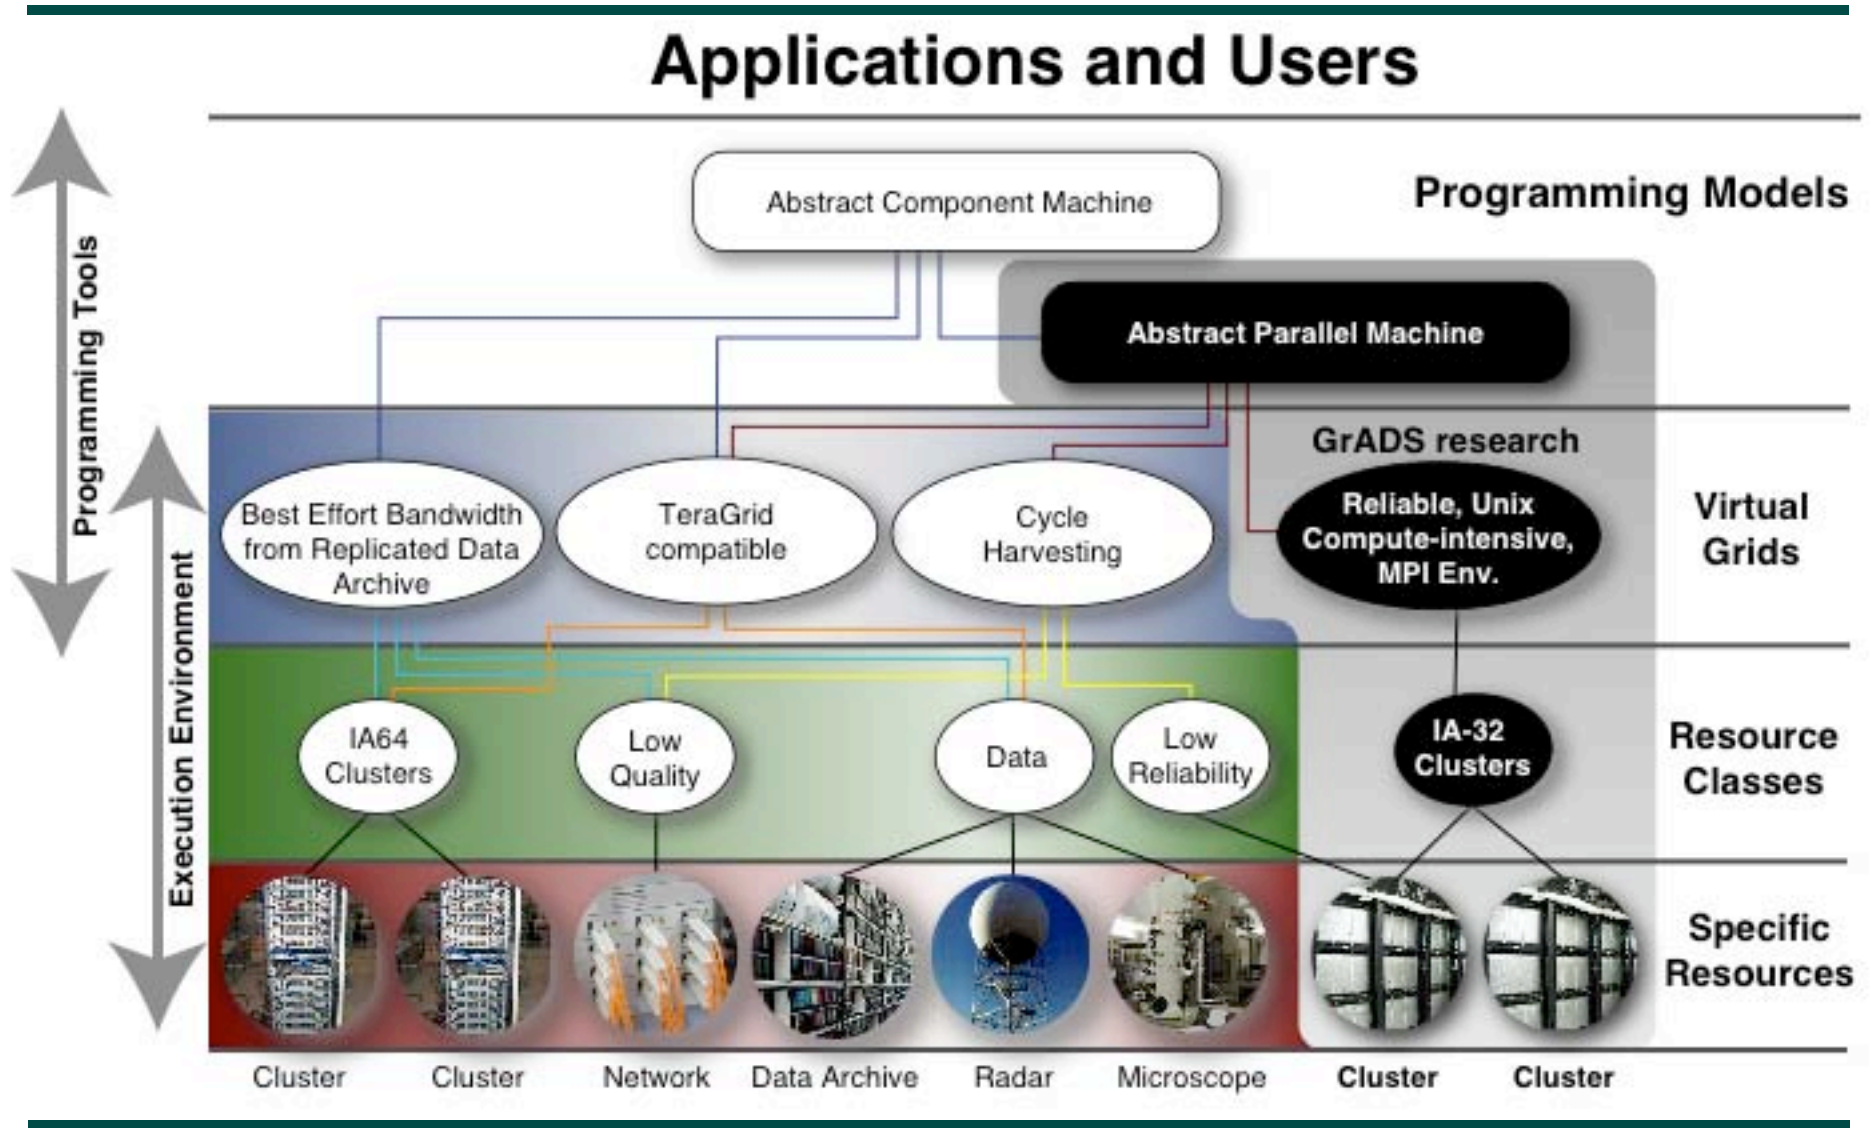 Applications and Users
Programming Models
Abstract Component Machine
Abstract Parallel Machine
Programming Tools
Execution Environment
GrADS research
Best Effort Bandwidth
from Replicated Data
Archive
TeraGrid
compatible
Cycle
Harvesting
Reliable, Unix
Compute-intensive,
MPI Env.
Virtual
Grids
IA64
Clusters
Low
Quality
Data
Low
Reliability
IA-32
Clusters
Resource
Classes
Specific
Resources
Cluster
Cluster
Network
Data Archive
Radar
Microscope
Cluster
Cluster